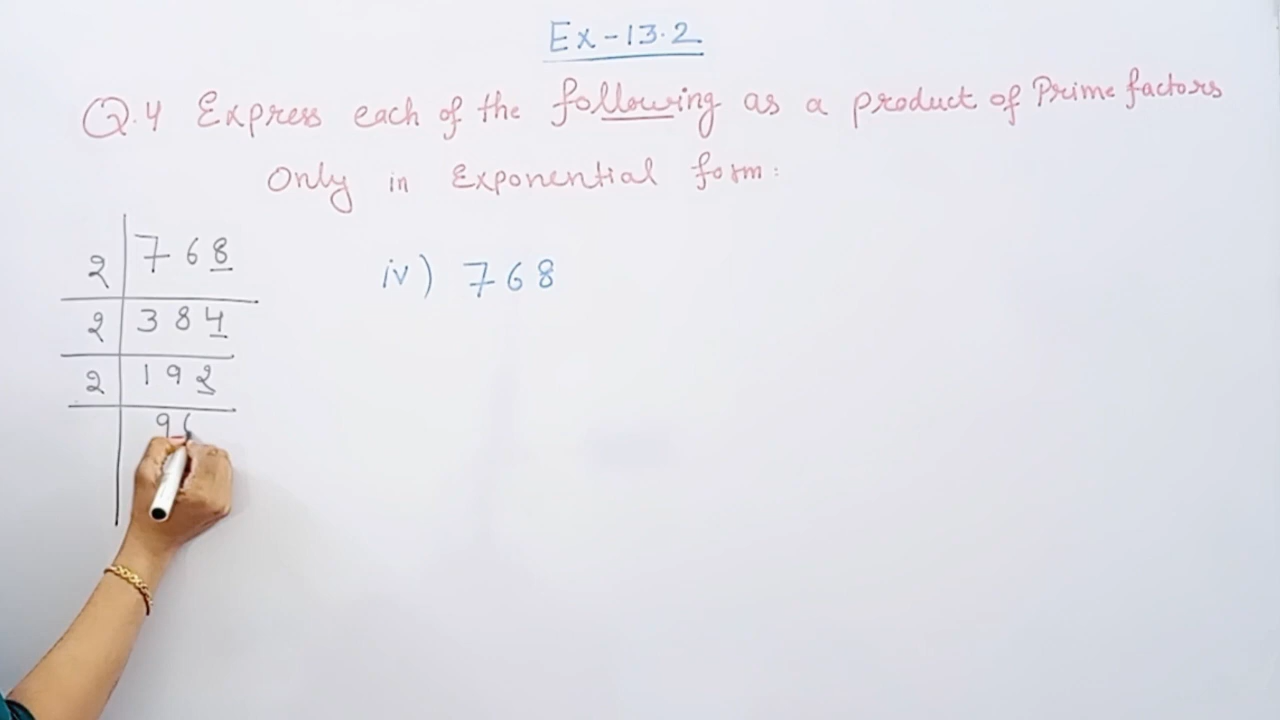 Ex-13.2
Q.4 Express each of the following as a product of Prime factors
Only in Exponential form:
2 | 768
2 | 384
2 | 192
96
iv) 768